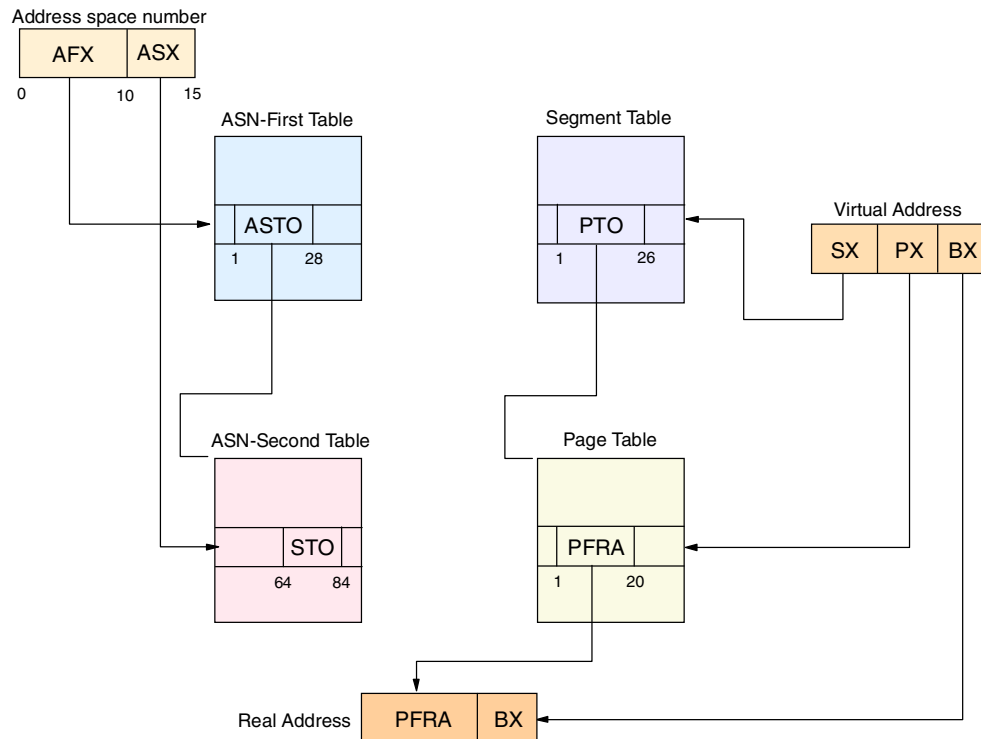 Address space number
AFX ASX
0 10 15
ASN-First Table
ASTO
1 28
ASN-Second Table
STO
64 84
Segment Table
PTO
1 26
Virtual Address
SX PX BX
Page Table
PFRA
1 20
Real Address PFRA BX